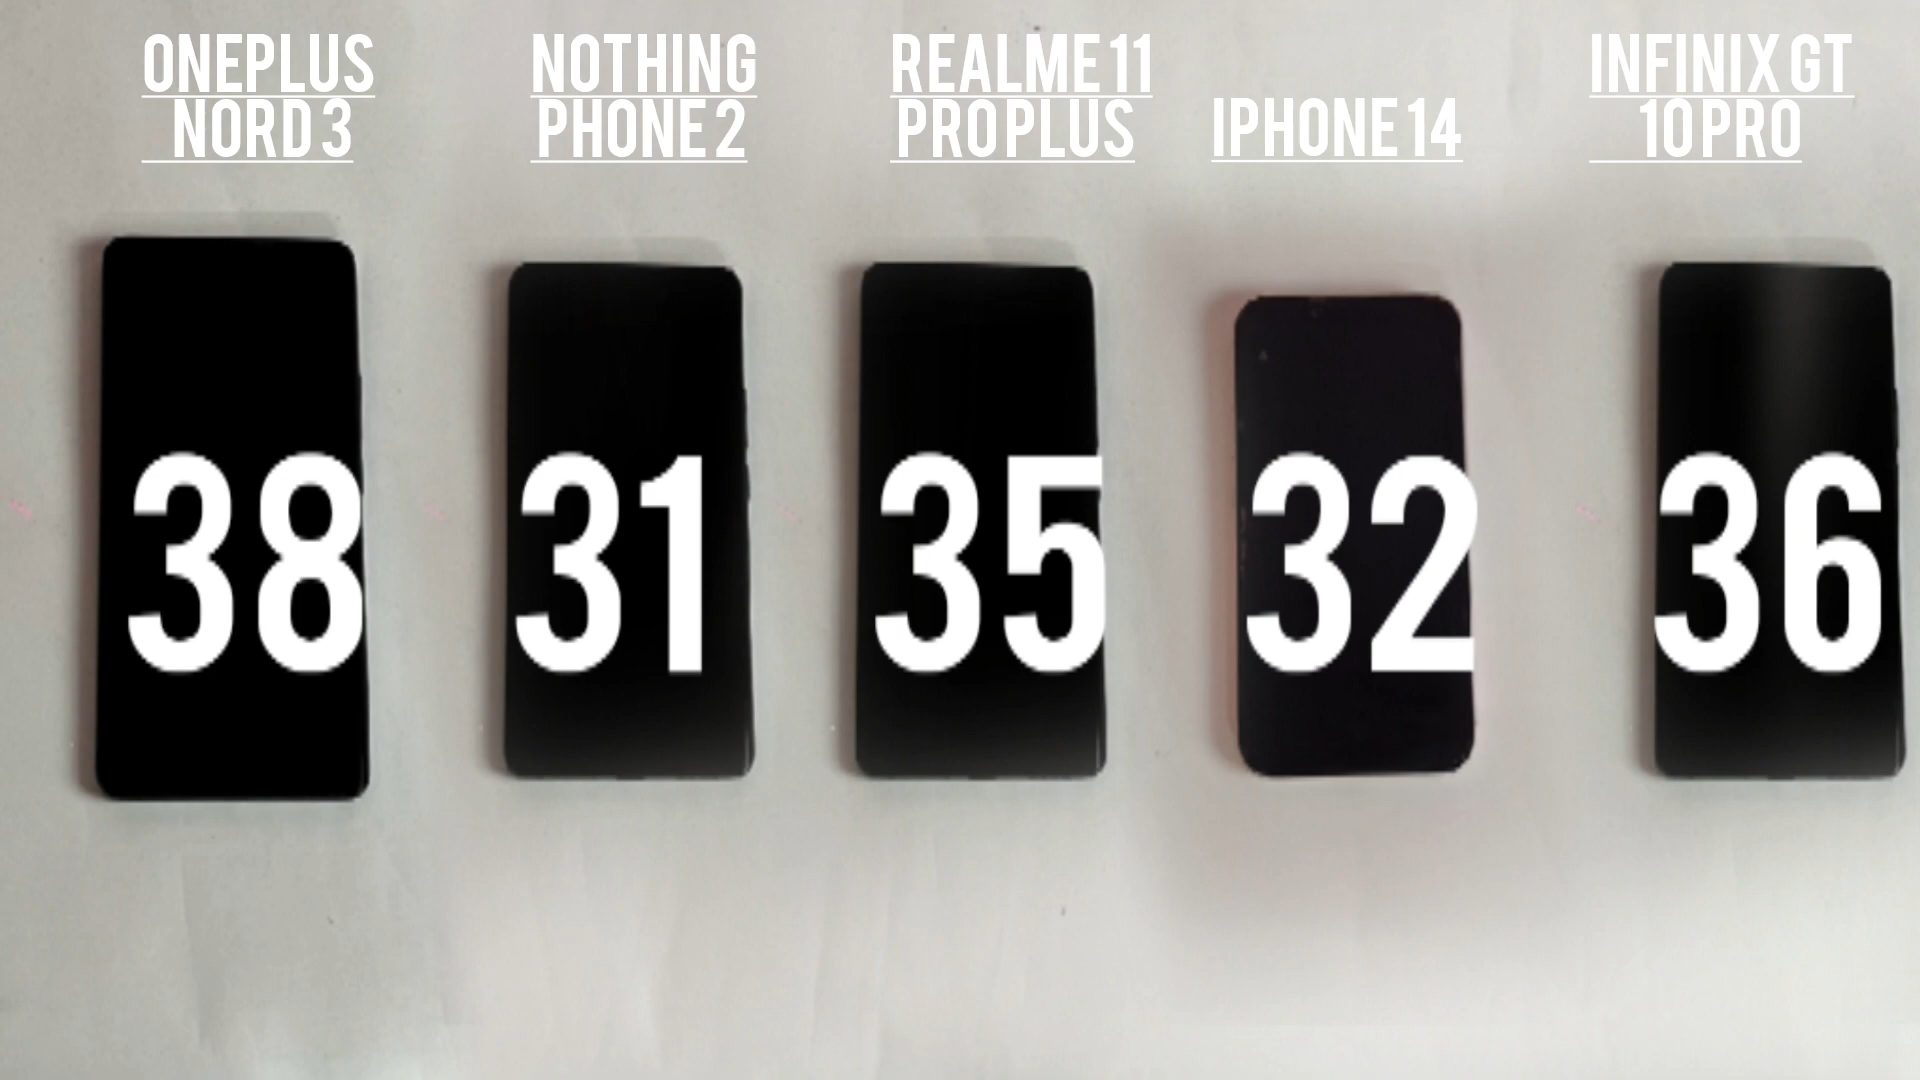 ONEPLUS
NORD 3
NOTHING
PHONE 2
REALME 11
PRO PLUS
IPHONE 14
INFINIX GT
10 PRO
38
31
35
32
36